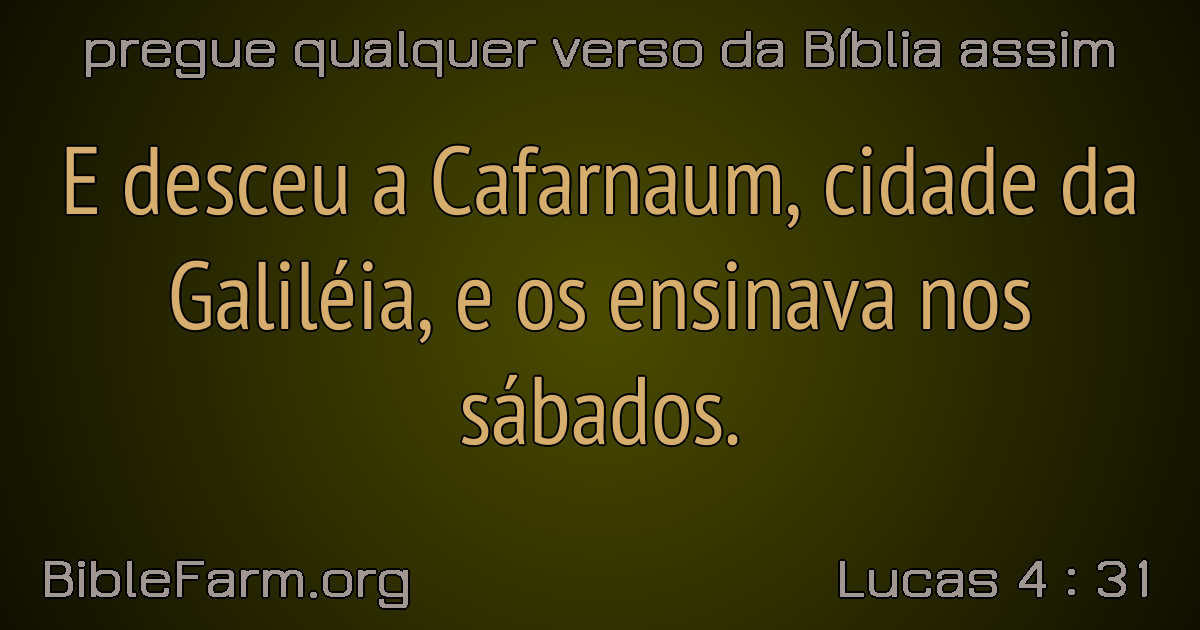 pregue qualquer verso da Bíblia assim
E desceu a Cafarnaum, cidade da
Galiléia, e os ensinava nos
sábados.
BibleFarm.org
Lucas 4 : 31